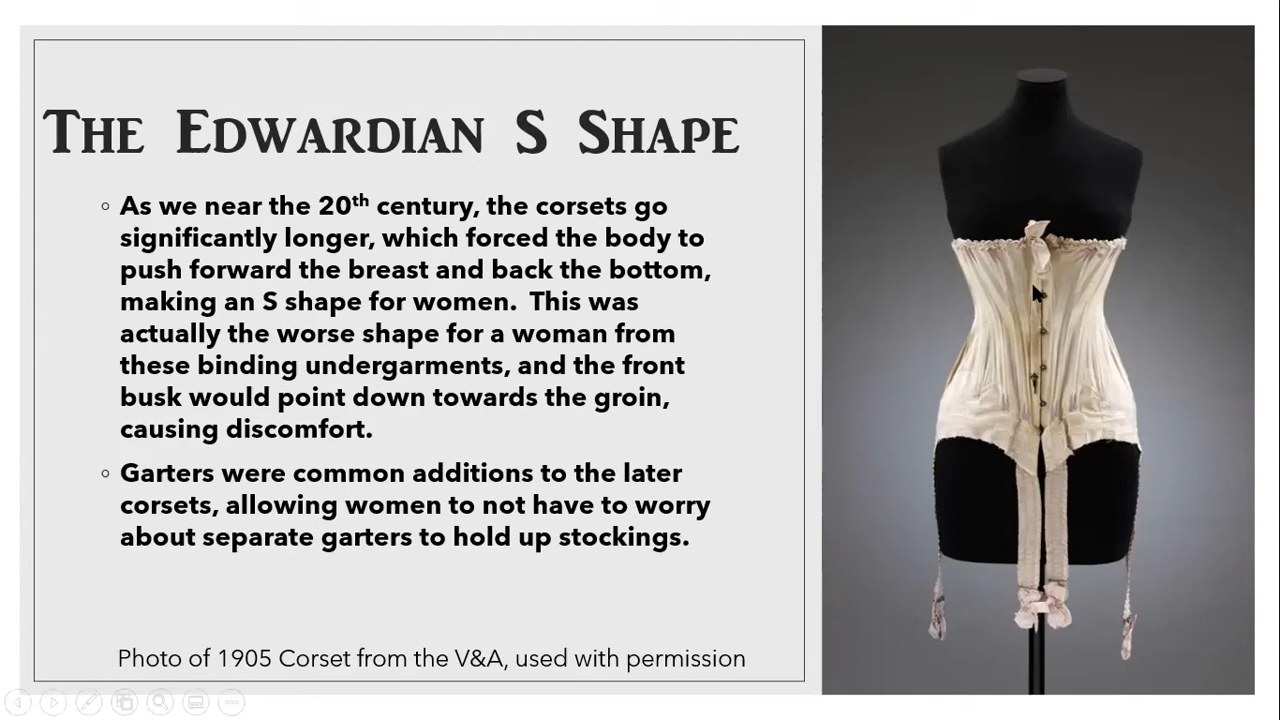 The Edwardian S Shape
As we near the 20th century, the corsets go
significantly longer, which forced the body to
push forward the breast and back the bottom,
making an S shape for women. This was
actually the worse shape for a woman from
these binding undergarments, and the front
busk would point down towards the groin,
causing discomfort.
Garters were common additions to the later
corsets, allowing women to not have to worry
about separate garters to hold up stockings.
Photo of 1905 Corset from the V&A, used with permission